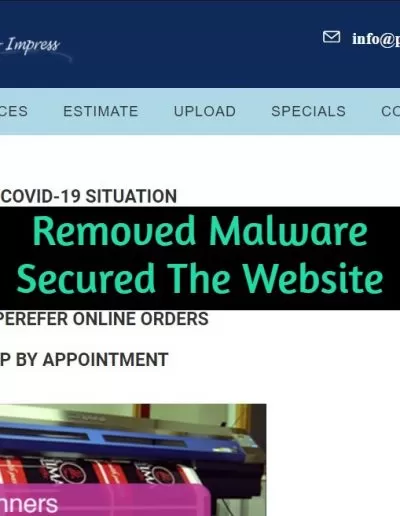 Impress
info@p
CES ESTIMATE UPLOAD SPECIALS CO
COVID-19 SITUATION
Removed Malware
Secured The Website
PEREFER ONLINE ORDERS
P BY APPOINTMENT
nners